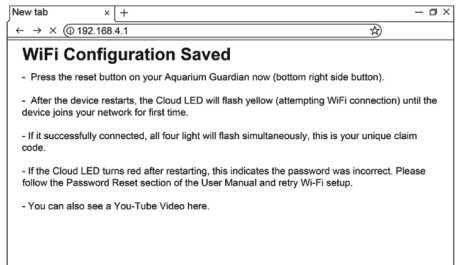 New tab
192.168.4.1
WiFi Configuration Saved
- Press the reset button on your Aquarium Guardian now (bottom right side button).
- After the device restarts, the Cloud LED will flash yellow (attempting WiFi connection) until the
device joins your network for first time.
- If it successfully connected, all four light will flash simultaneously, this is your unique claim
code.
- If the Cloud LED turns red after restarting, this indicates the password was incorrect. Please
follow the Password Reset section of the User Manual and retry Wi-Fi setup.
- You can also see a You-Tube Video here.